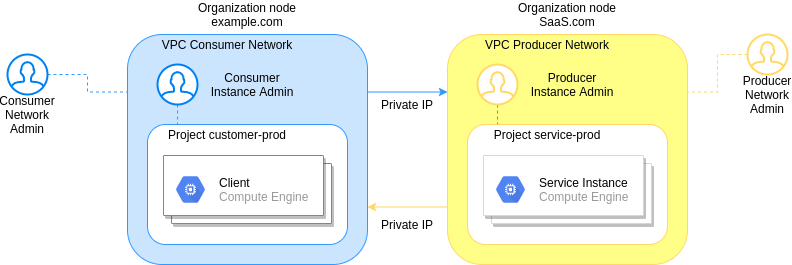 Organization node
example.com
Organization node
SaaS.com
VPC Consumer Network
VPC Producer Network
Consumer
Network
Admin
Consumer
Instance Admin
Producer
Instance Admin
Producer
Network
Admin
Private IP
Project customer-prod
Project service-prod
Client
Compute Engine
Service Instance
Compute Engine
Private IP